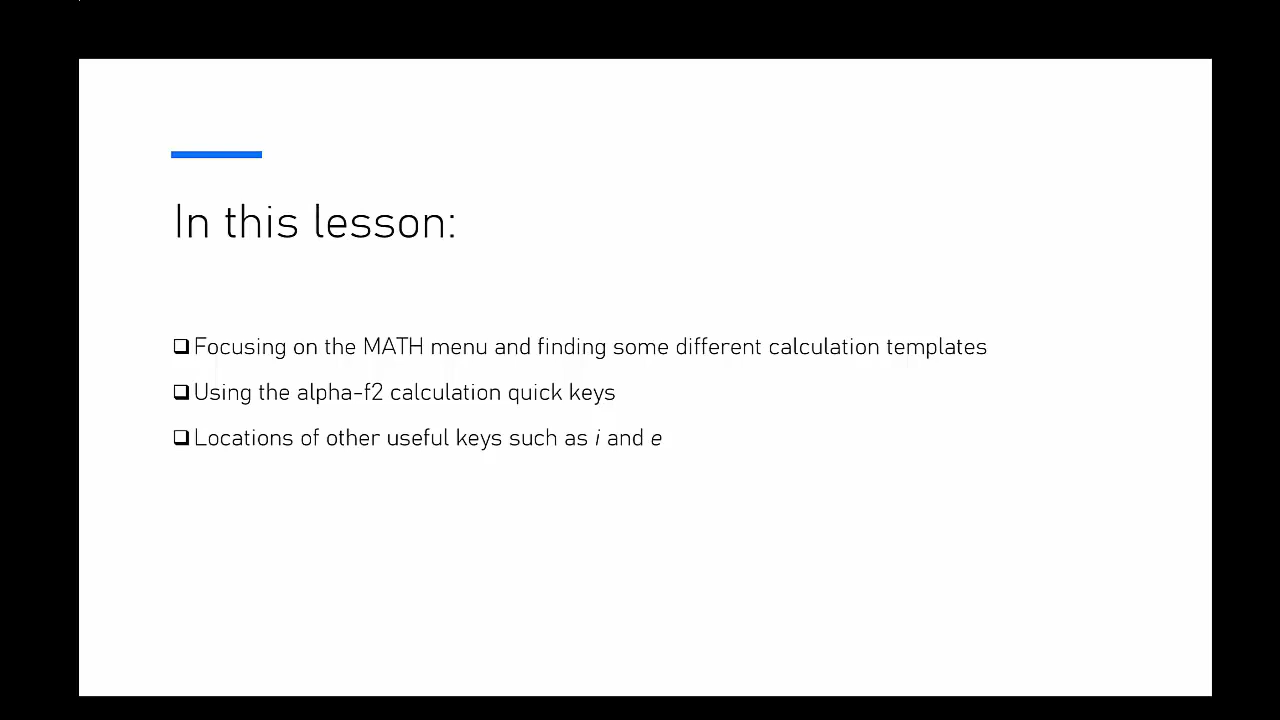 In this lesson:
❑Focusing on the MATH menu and finding some different calculation templates
❑Using the alpha-f2 calculation quick keys
❑Locations of other useful keys such as i and e